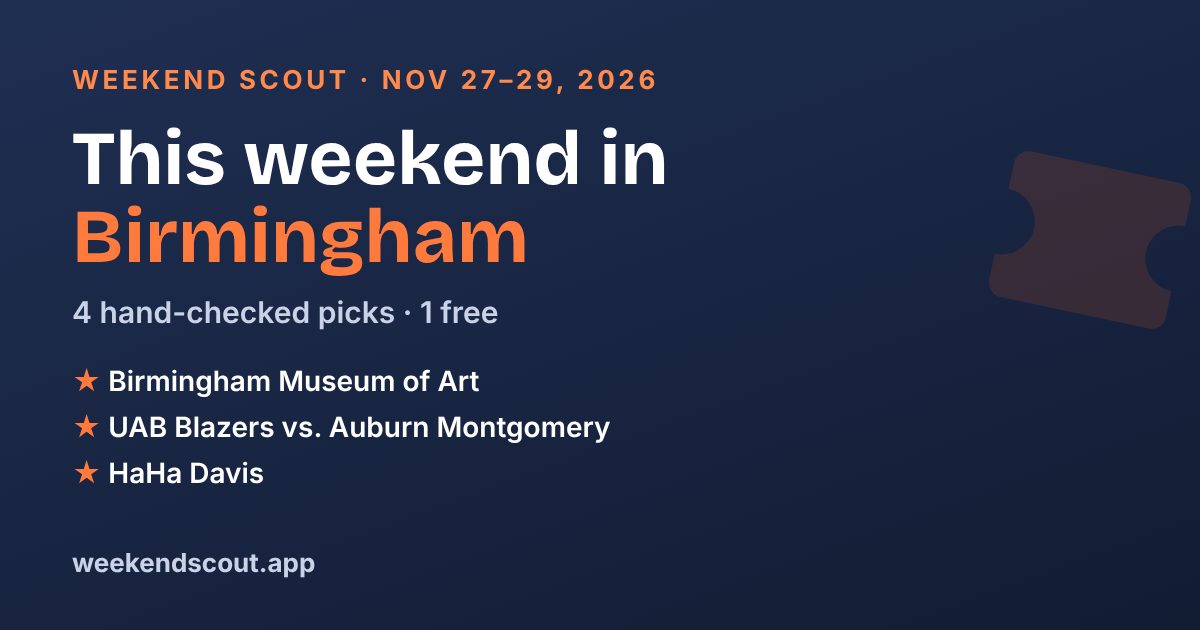 WEEKEND SCOUT · NOV 27–29, 2026
This weekend in
Birmingham
4 hand-checked picks · 1 free
★ Birmingham Museum of Art
★ UAB Blazers vs. Auburn Montgomery
★ HaHa Davis
weekendscout.app